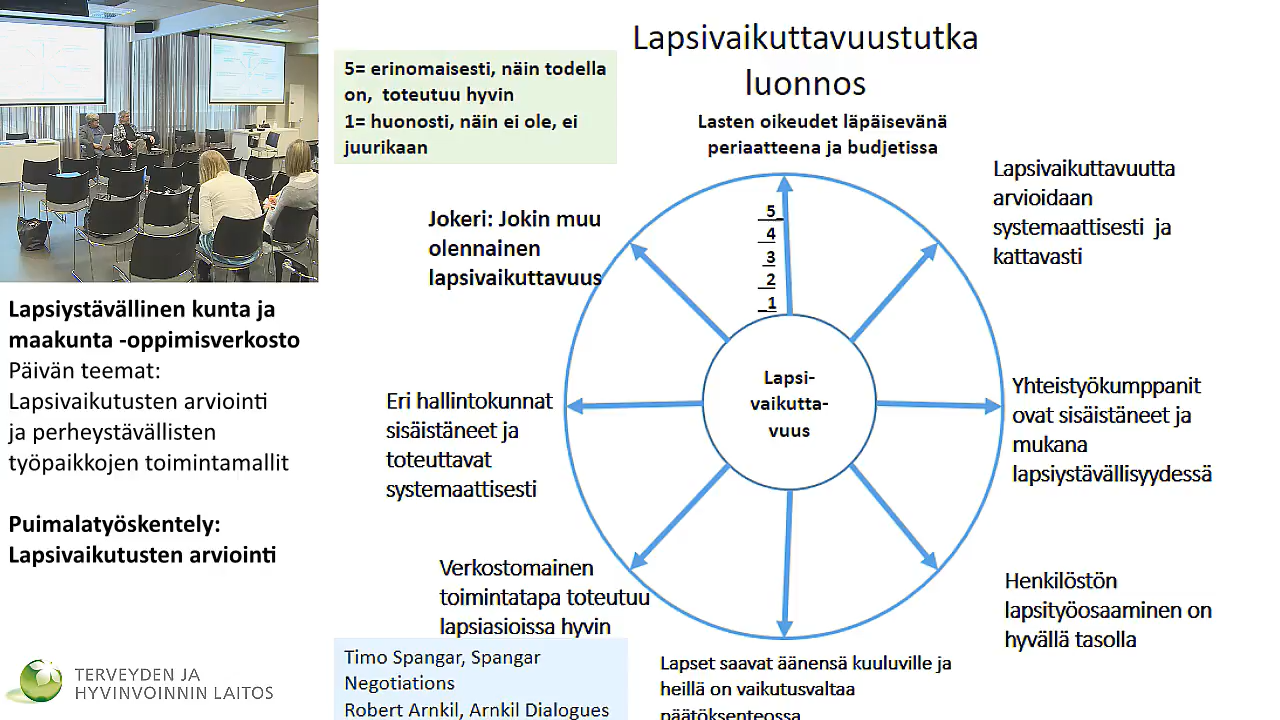 Lapsivaikuttavuustutka
luonnos
5= erinomaisesti, näin todella
on, toteutuu hyvin
1= huonosti, näin ei ole, ei
juurikaan
Lasten oikeudet läpäisevänä
periaatteena ja budjetissa
Lapsivaikuttavuutta
arvioidaan
systemaattisesti ja
kattavasti
Jokeri: Jokin muu
olennainen
lapsivaikuttavuus
5
4
3
2
1
Lapsi-
vaikutta-
vuus
Yhteistyökumppanit
ovat sisäistäneet ja
mukana
lapsiystävällisyydessä
Eri hallintokunnat
sisäistäneet ja
toteuttavat
systemaattisesti
Henkilöstön
lapsityöosaaminen on
hyvällä tasolla
Verkostomainen
toimintatapa toteutuu
lapsiasioissa hyvin
Lapset saavat äänensä kuuluville ja
heillä on vaikutusvaltaa
päätöksenteossa
Timo Spangar, Spangar
Negotiations
Robert Arnkil, Arnkil Dialogues
Lapsiystävällinen kunta ja
maakunta -oppimisverkosto
Päivän teemat:
Lapsivaikutusten arviointi
ja perheystävällisten
työpaikkojen toimintamallit
Puimalatyöskentely:
Lapsivaikutusten arviointi
TERVEYDEN JA
HYVINVOINNIN LAITOS